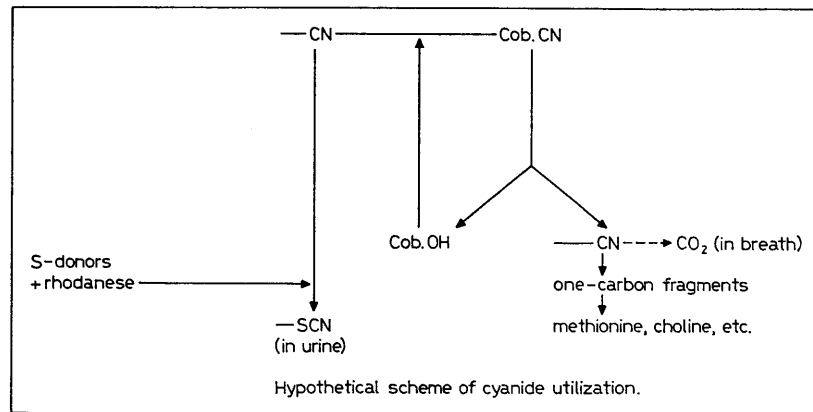 —CN
Cob.CN
Cob.OH
—CN
CO₂ (in breath)
S-donors
+rhodanese
one-carbon fragments
—SCN
(in urine)
methionine, choline, etc.
Hypothetical scheme of cyanide utilization.